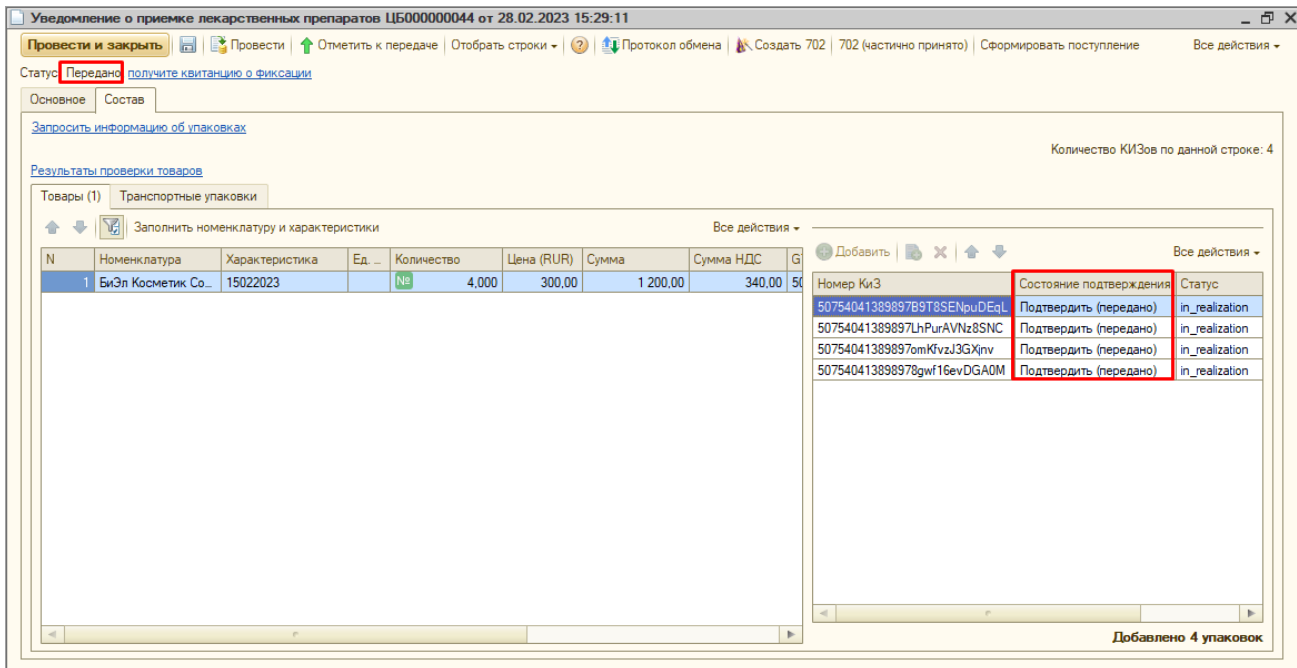 Уведомление о приемке лекарственных препаратов ЦБ000000044 от 28.02.2023 15:29:11
Провести и закрыть Провести Отметить к передаче Отобрать строки Протокол обмена Создать 702 702 (частично принято) Сформировать поступление Все действия
Статус Передано получите квитанцию о фиксации
Основное Состав
Запросить информацию об упаковках
Количество КИЗов по данной строке: 4
Результаты проверки товаров
Товары (1) Транспортные упаковки
Заполнить номенклатуру и характеристики Все действия
Добавить Все действия
N Номенклатура Характеристика Ед. ... Количество Цена (RUR) Сумма Сумма НДС G
1 БиЭл Косметик Со... 15022023 № 4,000 300,00 1 200,00 340,00 50
Номер КиЗ Состояние подтверждения Статус
50754041389897B9T8SENpuDEqL Подтвердить (передано) in_realization
50754041389897LhPurAVNz8SNC Подтвердить (передано) in_realization
50754041389897omKfvzJ3GXjnv Подтвердить (передано) in_realization
507540413898978gwf16evDGA0M Подтвердить (передано) in_realization
Добавлено 4 упаковок